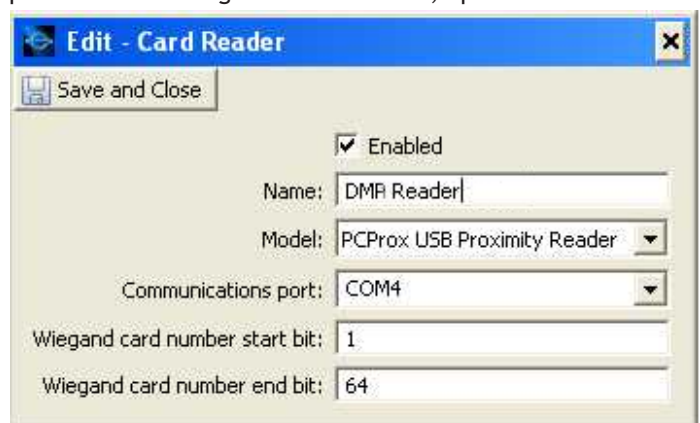 Edit - Card Reader
Save and Close
Enabled
Name: DMA Reader
Model: PCProx USB Proximity Reader
Communications port: COM4
Wiegand card number start bit: 1
Wiegand card number end bit: 64